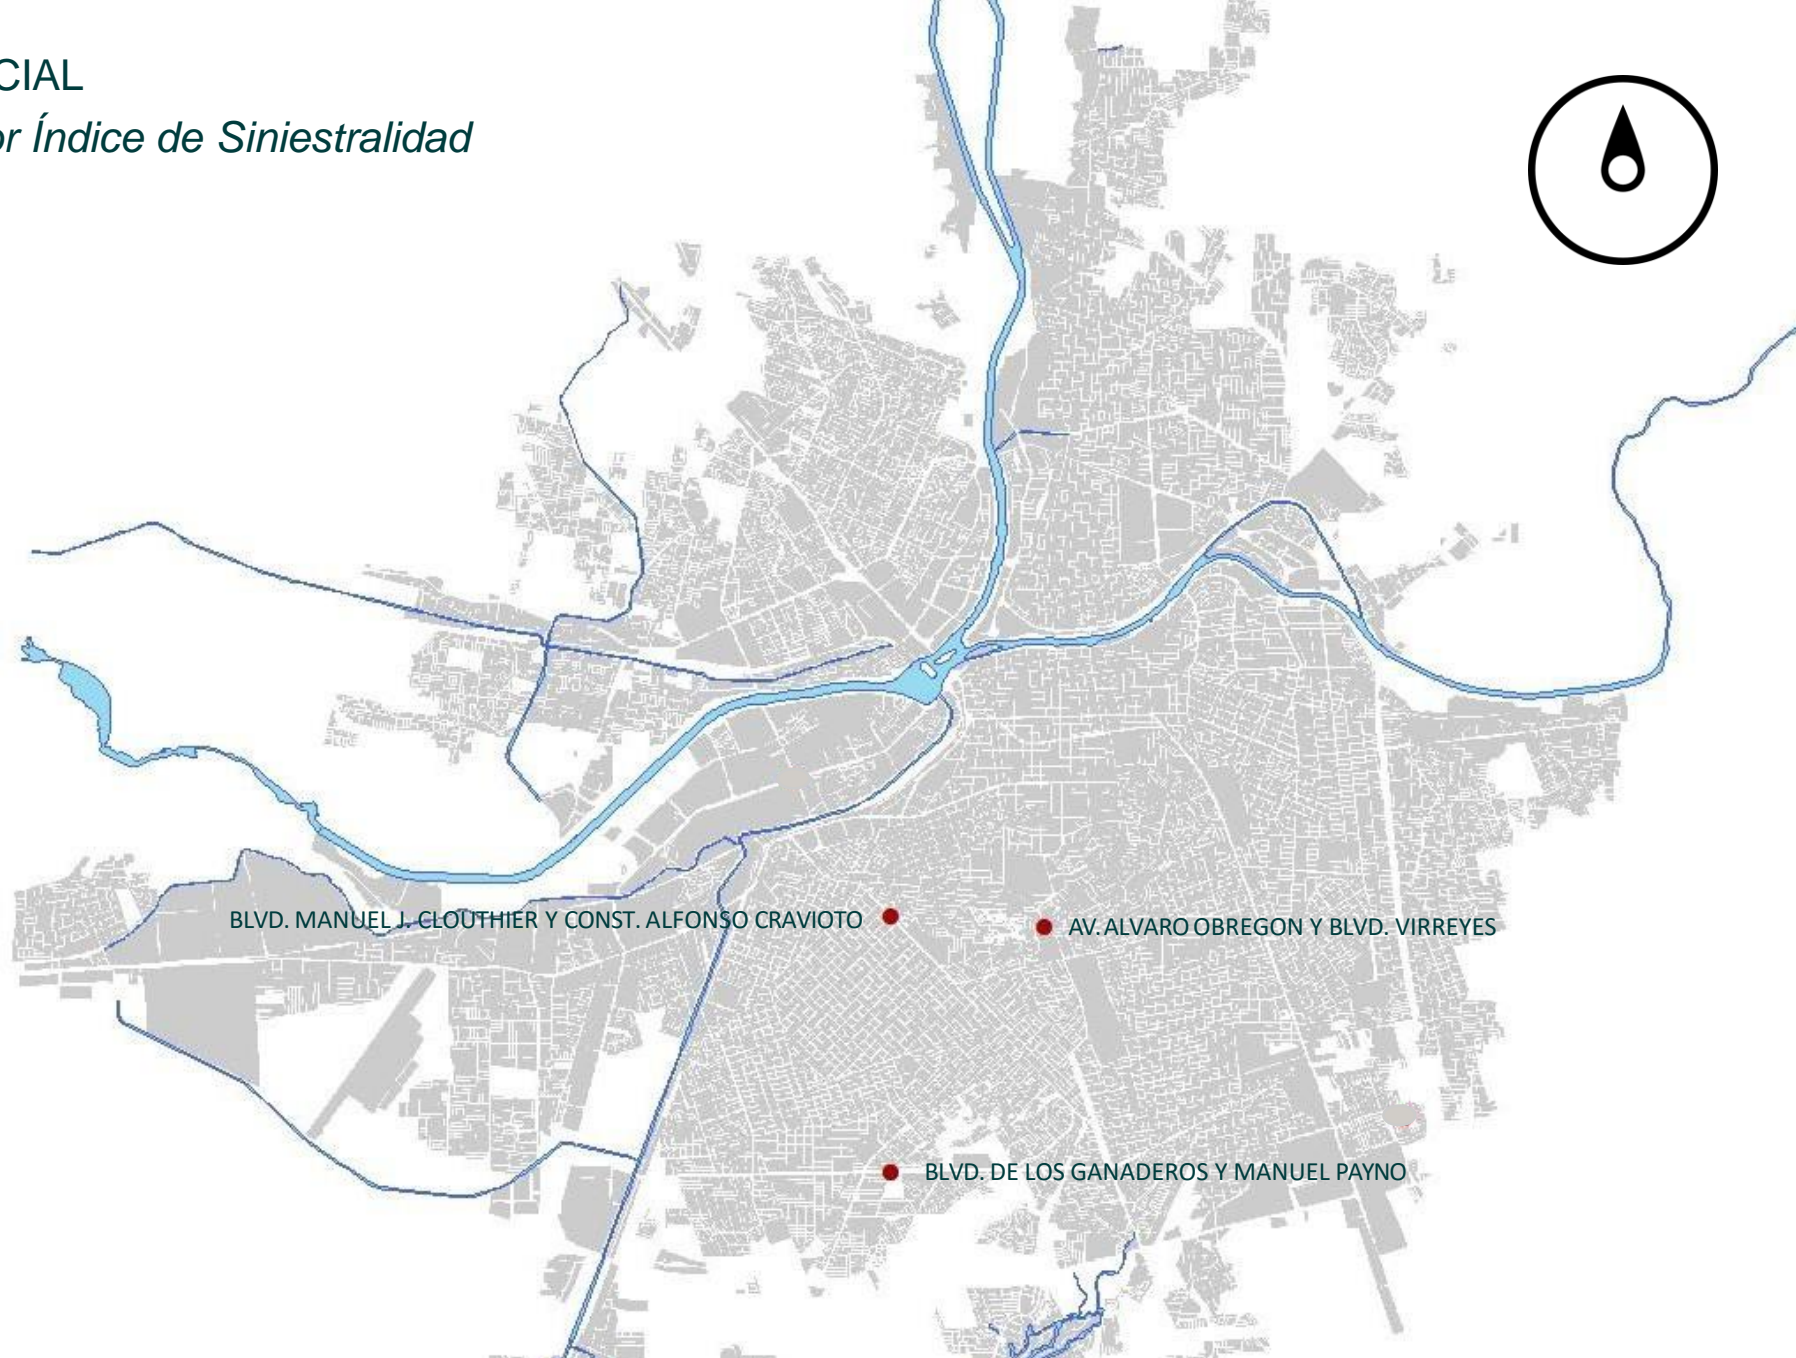 CIAL
or Índice de Siniestralidad
BLVD. MANUEL J. CLOUTHIER Y CONST. ALFONSO CRAVIOTO
AV. ALVARO OBREGON Y BLVD. VIRREYES
BLVD. DE LOS GANADEROS Y MANUEL PAYNO